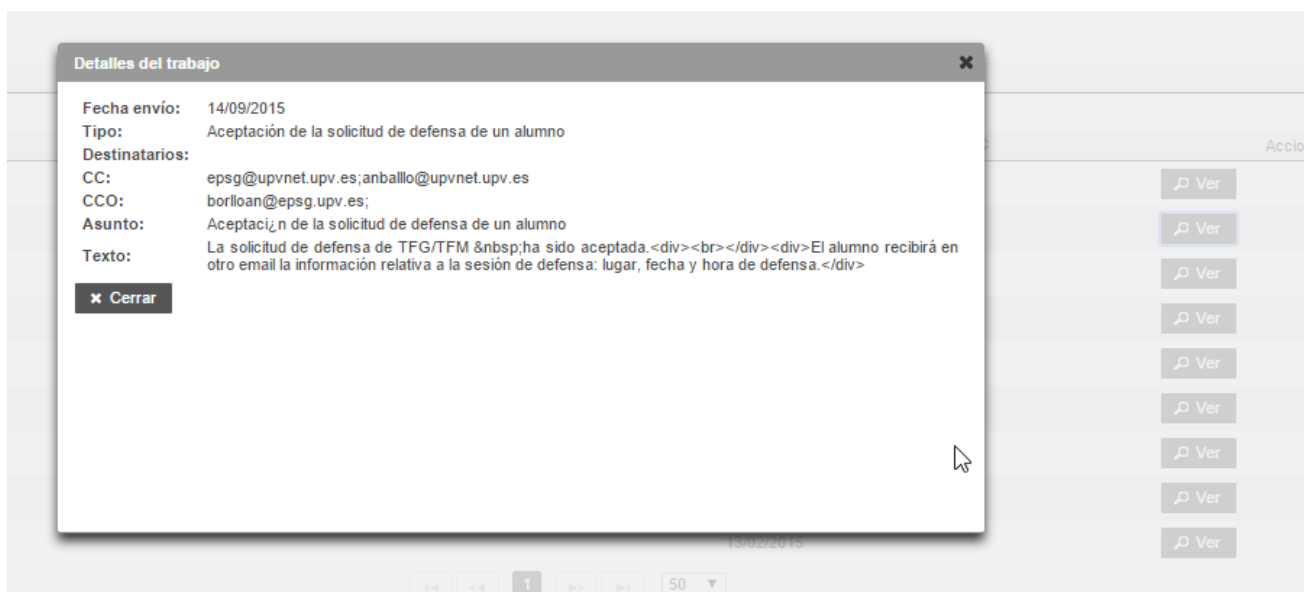 Detalles del trabajo
Fecha envío: 14/09/2015
Tipo: Aceptación de la solicitud de defensa de un alumno
Accio
Destinatarios:
CC: epsg@upvnet.upv.es;anballlo@upvnet.upv.es
Ver
CCO: borlloan@epsg.upv.es;
Asunto: Aceptaci¿n de la solicitud de defensa de un alumno
Ver
Texto: La solicitud de defensa de TFG/TFM &nbsp;ha sido aceptada.<div><br></div><div>El alumno recibirá en
otro email la información relativa a la sesión de defensa: lugar, fecha y hora de defensa.</div>
Ver
Cerrar
Ver
Ver
Ver
Ver
Ver
13/02/2015
Ver
1
50